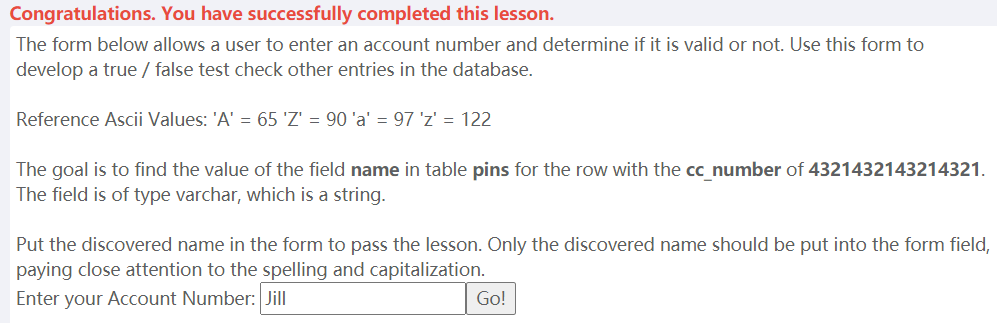 Congratulations. You have successfully completed this lesson.
The form below allows a user to enter an account number and determine if it is valid or not. Use this form to
develop a true / false test check other entries in the database.
Reference Ascii Values: 'A' = 65 'Z' = 90 'a' = 97 'z' = 122
The goal is to find the value of the field name in table pins for the row with the cc_number of 4321432143214321.
The field is of type varchar, which is a string.
Put the discovered name in the form to pass the lesson. Only the discovered name should be put into the form field,
paying close attention to the spelling and capitalization.
Enter your Account Number: Jill Go!